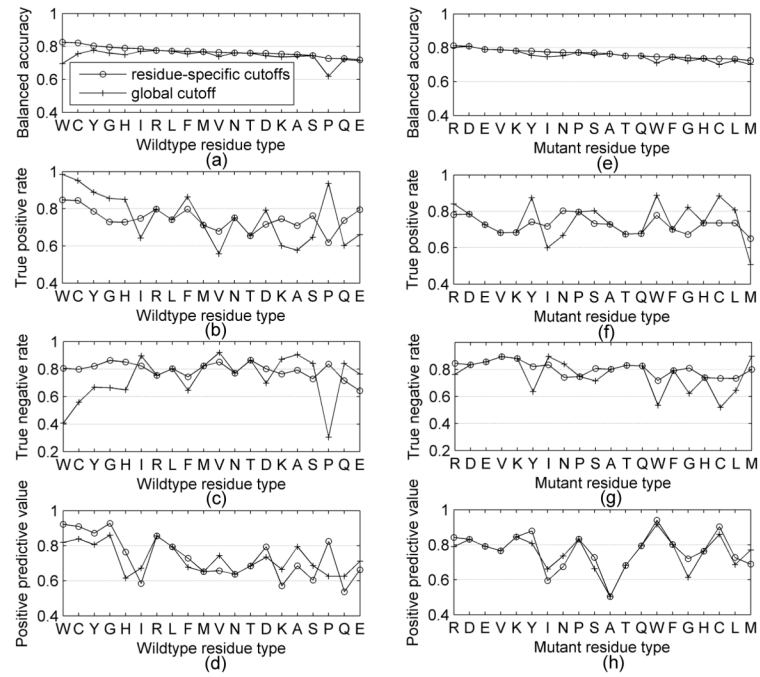 Balanced accuracy
1
0.8
0.6
0.4
residue-specific cutoffs
global cutoff
W C Y G H I R L F M V N T D K A S P Q E
Wildtype residue type
(a)
True positive rate
1
0.8
0.6
0.4
W C Y G H I R L F M V N T D K A S P Q E
Wildtype residue type
(b)
True negative rate
1
0.8
0.6
0.4
0.2
W C Y G H I R L F M V N T D K A S P Q E
Wildtype residue type
(c)
Positive predictive value
1
0.8
0.6
0.4
W C Y G H I R L F M V N T D K A S P Q E
Wildtype residue type
(d)
Balanced accuracy
1
0.8
0.6
0.4
R D E V K Y I N P S A T Q W F G H C L M
Mutant residue type
(e)
True positive rate
1
0.8
0.6
0.4
R D E V K Y I N P S A T Q W F G H C L M
Mutant residue type
(f)
True negative rate
1
0.8
0.6
0.4
0.2
R D E V K Y I N P S A T Q W F G H C L M
Mutant residue type
(g)
Positive predictive value
1
0.8
0.6
0.4
R D E V K Y I N P S A T Q W F G H C L M
Mutant residue type
(h)